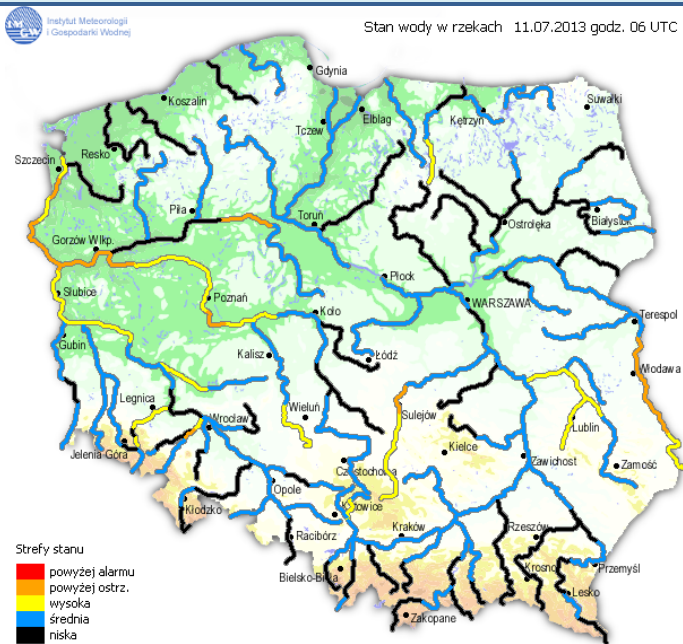 IMGW
Instytut Meteorologii
i Gospodarki Wodnej
Stan wody w rzekach 11.07.2013 godz. 06 UTC
Gdynia
Koszalin
Suwałki
Tczew
Elbląg
Kętrzyn
Resko
Szczecin
Piła
Toruń
Ostrołęka
Białystok
Gorzów Wlkp.
Płock
Słubice
Poznań
Koło
WARSZAWA
Terespol
Gubin
Kalisz
Łódź
Włodawa
Legnica
Wrocław
Wieluń
Sulejów
Lublin
Jelenia Góra
Kielce
Częstochowa
Zawichost
Zamość
Opole
Kłodzko
Katowice
Racibórz
Kraków
Rzeszów
Bielsko-Biała
Krosno
Przemyśl
Lesko
Zakopane
Strefy stanu
powyżej alarmu
powyżej ostrz.
wysoka
średnia
niska